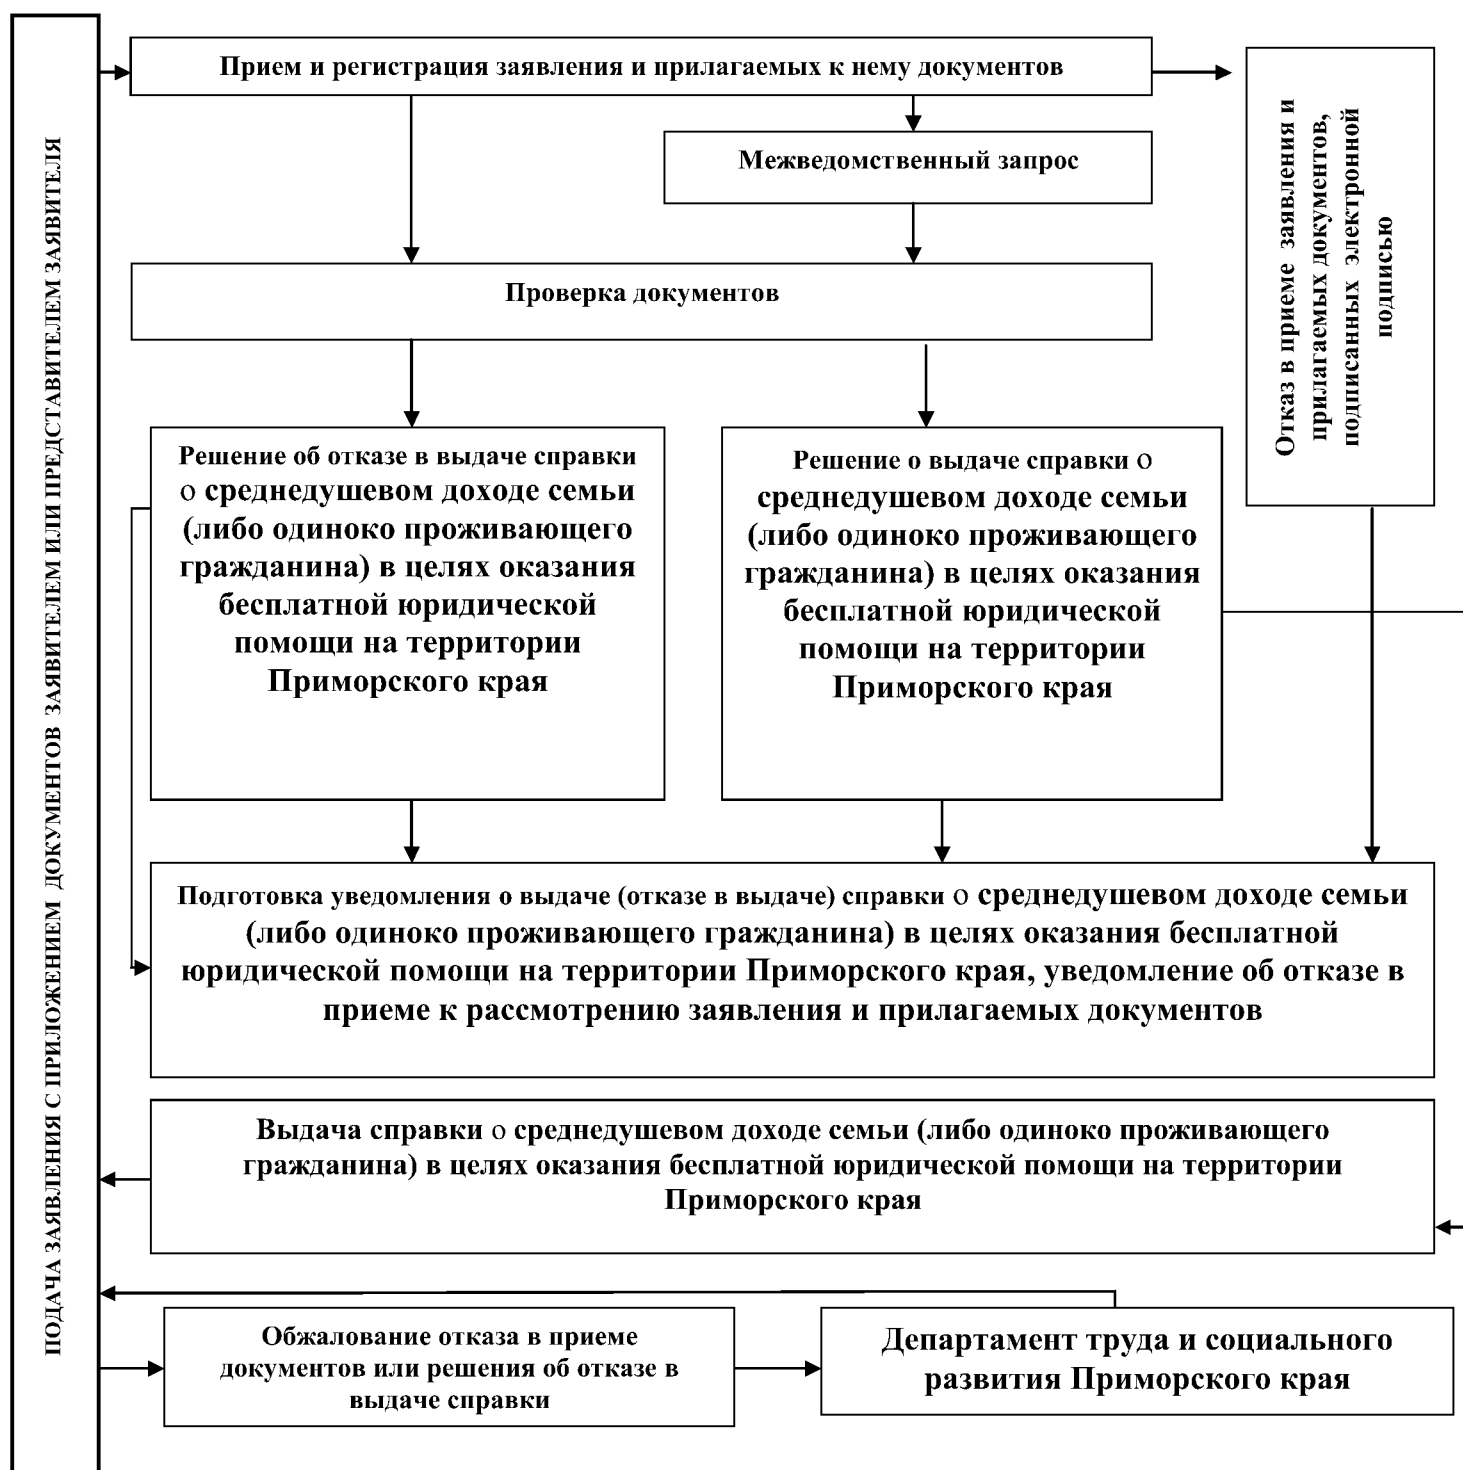 ПОДАЧА ЗАЯВЛЕНИЯ С ПРИЛОЖЕНИЕМ ДОКУМЕНТОВ ЗАЯВИТЕЛЕМ ИЛИ ПРЕДСТАВИТЕЛЕМ ЗАЯВИТЕЛЯ
Прием и регистрация заявления и прилагаемых к нему документов
Отказ в приеме заявления и
прилагаемых документов,
подписанных электронной
подписью
Межведомственный запрос
Проверка документов
Решение об отказе в выдаче справки
о среднедушевом доходе семьи
(либо одиноко проживающего
гражданина) в целях оказания
бесплатной юридической
помощи на территории
Приморского края
Решение о выдаче справки о
среднедушевом доходе семьи
(либо одиноко проживающего
гражданина) в целях оказания
бесплатной юридической
помощи на территории
Приморского края
Подготовка уведомления о выдаче (отказе в выдаче) справки о среднедушевом доходе семьи
(либо одиноко проживающего гражданина) в целях оказания бесплатной
юридической помощи на территории Приморского края, уведомление об отказе в
приеме к рассмотрению заявления и прилагаемых документов
Выдача справки о среднедушевом доходе семьи (либо одиноко проживающего
гражданина) в целях оказания бесплатной юридической помощи на территории
Приморского края
Обжалование отказа в приеме
документов или решения об отказе в
выдаче справки
Департамент труда и социального
развития Приморского края